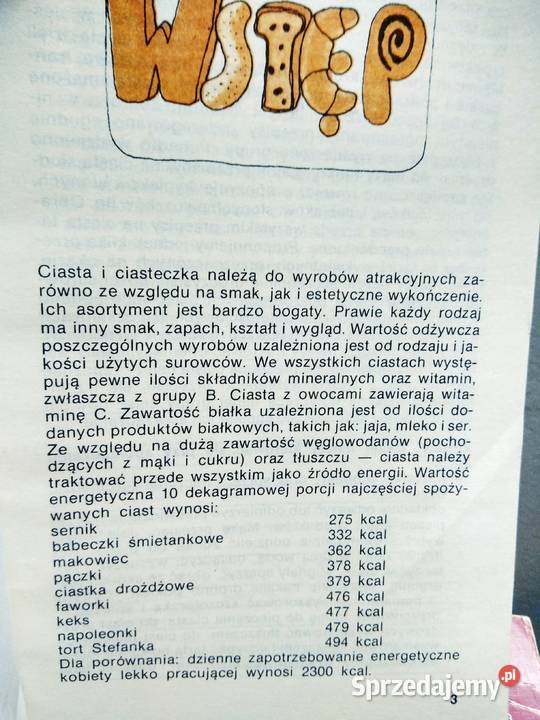 WSTĘP
Ciasta i ciasteczka należą do wyrobów atrakcyjnych za-
równo ze względu na smak, jak i estetyczne wykończenie.
Ich asortyment jest bardzo bogaty. Prawie każdy rodzaj
ma inny smak, zapach, kształt i wygląd. Wartość odżywcza
poszczególnych wyrobów uzależniona jest od rodzaju i ja-
kości użytych surowców. We wszystkich ciastach wystę-
pują pewne ilości składników mineralnych oraz witamin,
zwłaszcza z grupy B. Ciasta z owocami zawierają wita-
minę C. Zawartość białka uzależniona jest od ilości do-
danych produktów białkowych, takich jak: jaja, mleko i ser.
Ze względu na dużą zawartość węglowodanów (pocho-
dzących z mąki i cukru) oraz tłuszczu — ciasta należy
traktować przede wszystkim jako źródło energii. Wartość
energetyczna 10 dekagramowej porcji najczęściej spoży-
wanych ciast wynosi:
sernik 275 kcal
babeczki śmietankowe 332 kcal
makowiec 362 kcal
pączki 378 kcal
ciastka drożdżowe 379 kcal
faworki 476 kcal
keks 477 kcal
napoleonki 479 kcal
tort Stefanka 494 kcal
Dla porównania: dzienne zapotrzebowanie energetyczne
kobiety lekko pracującej wynosi 2300 kcal.
3
Sprzedajemy.pl